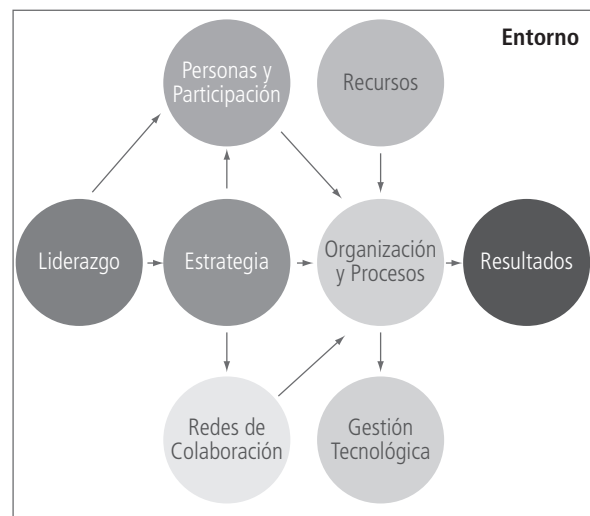 Entorno
Personas y
Participación
Recursos
Liderazgo
Estrategia
Organización
y Procesos
Resultados
Redes de
Colaboración
Gestión
Tecnológica